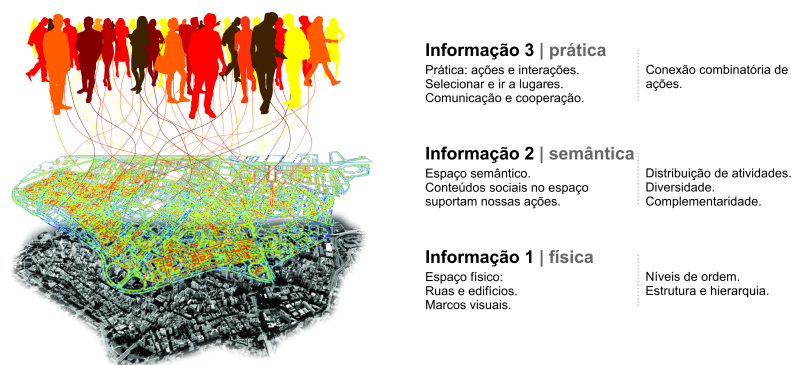 Informação 3 | prática
Prática: ações e interações.
Selecionar e ir a lugares.
Comunicação e cooperação.
Conexão combinatória de
ações.
Informação 2 | semântica
Espaço semântico.
Conteúdos sociais no espaço
suportam nossas ações.
Distribuição de atividades.
Diversidade.
Complementaridade.
Informação 1 | física
Espaço físico:
Ruas e edifícios.
Marcos visuais.
Níveis de ordem.
Estrutura e hierarquia.